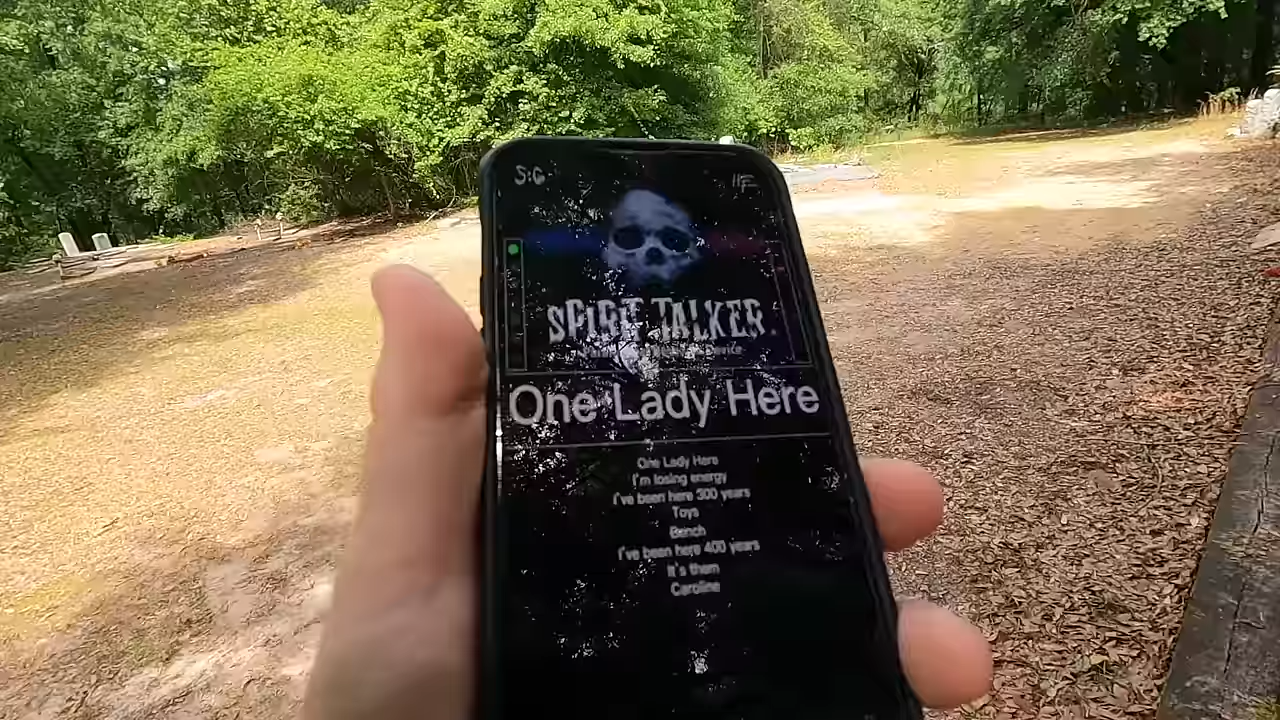 SPIRIT TALKER
One Lady Here
One Lady Here
I'm losing energy
I've been here 300 years
Toys
Bench
I've been here 400 years
It's them
Caroline